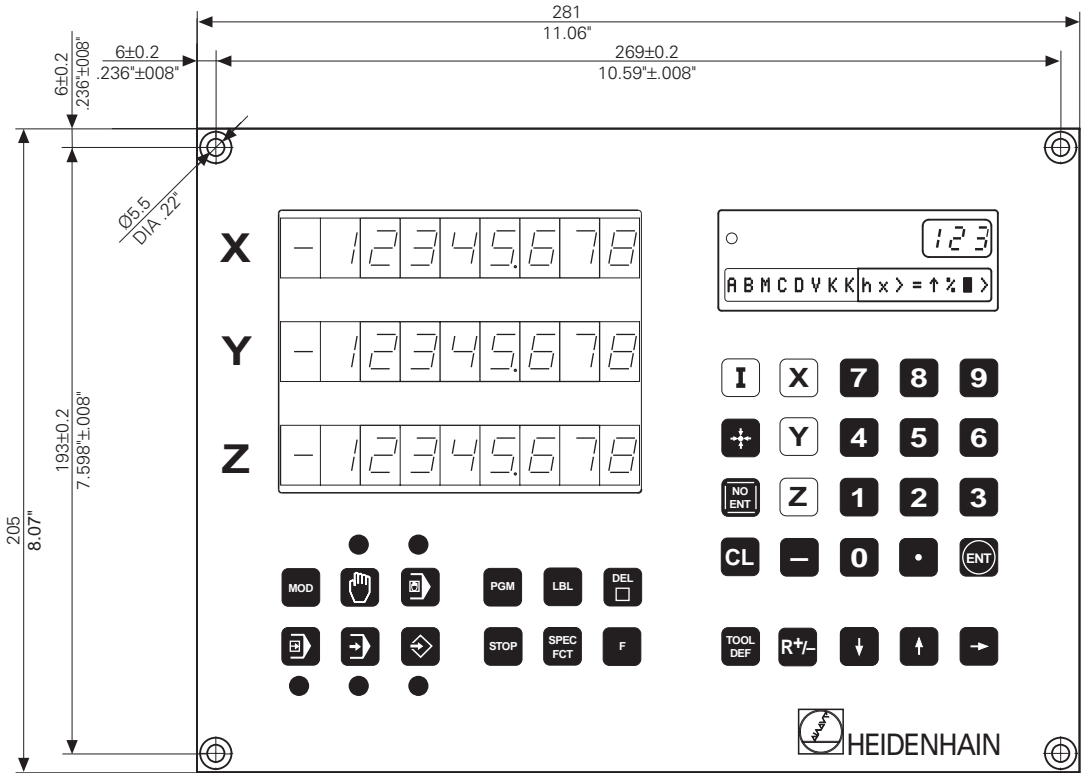 281
11.06"
6±0.2
.236"±008"
269±0.2
10.59"±.008"
6±0.2
.236"±008"
Ø5.5
DIA .22"
193±0.2
7.598"±.008"
205
8.07"
X - 12345.678
Y - 12345.678
Z - 12345.678
123
ABMCDVKKhx>=↑%■>
I X 7 8 9
Y 4 5 6
NO ENT Z 1 2 3
CL – 0 . ENT
MOD PGM LBL DEL
STOP SPEC FCT F
TOOL DEF R+/– ↓ ↑ →
HEIDENHAIN